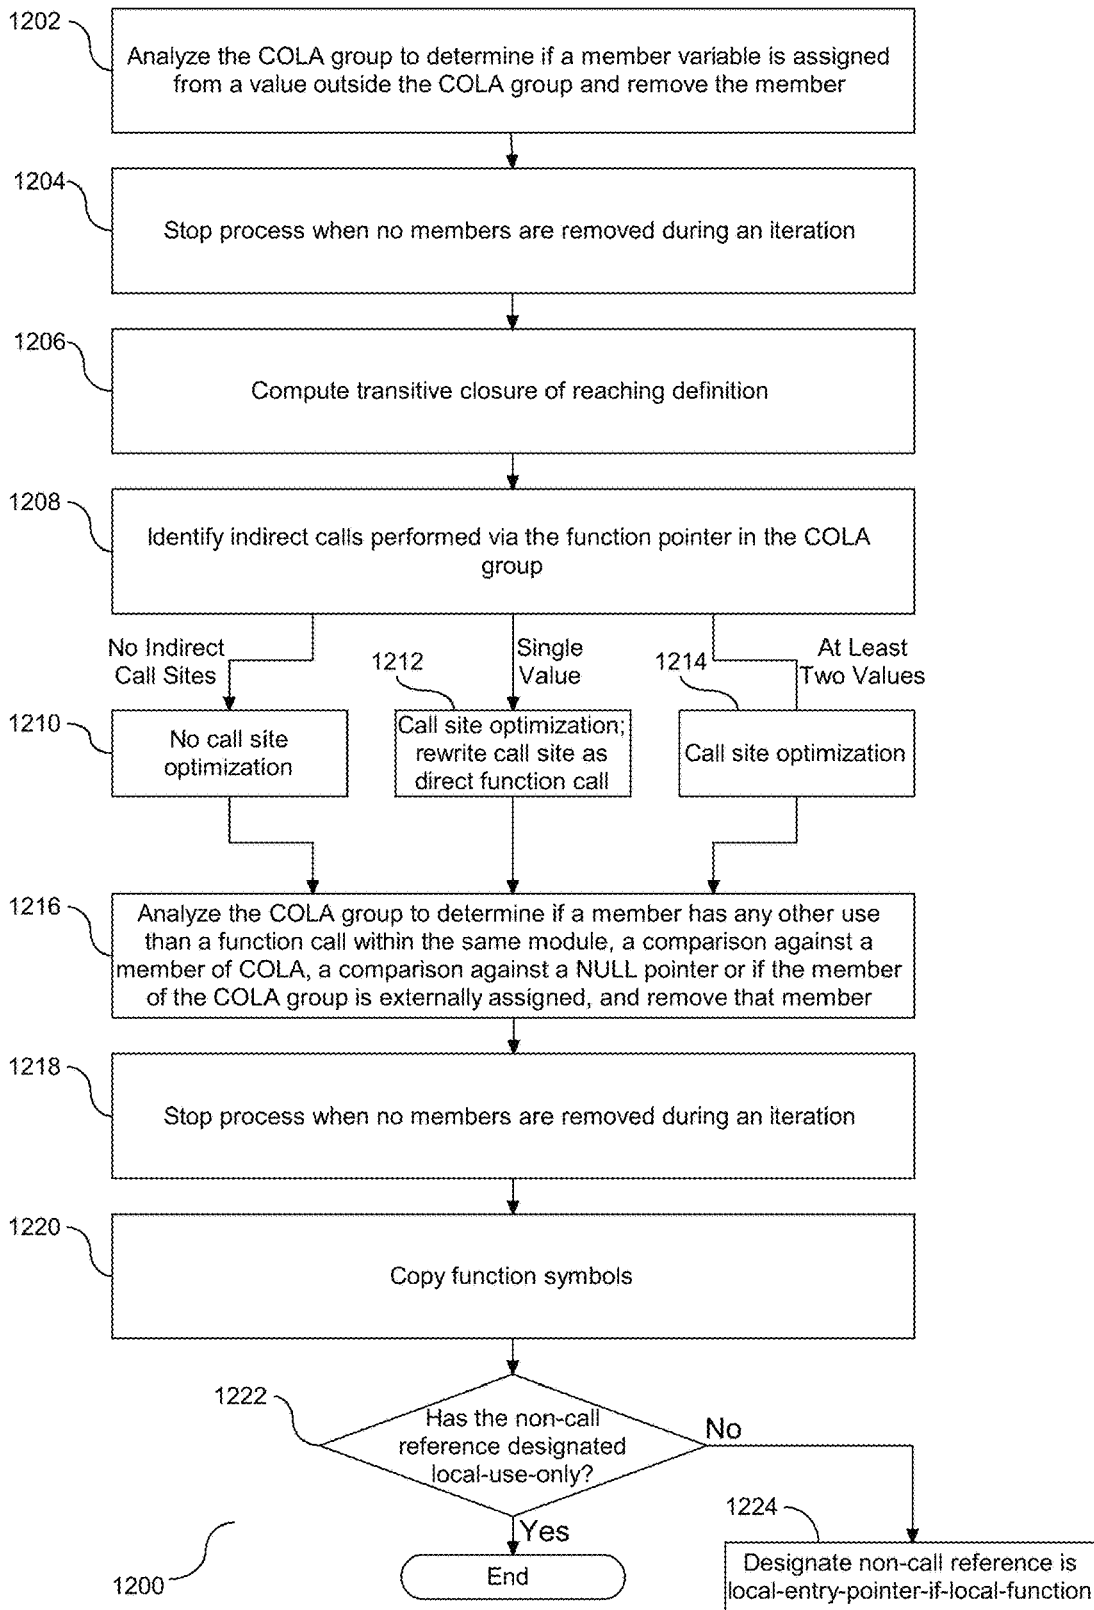 1202
Analyze the COLA group to determine if a member variable is assigned
from a value outside the COLA group and remove the member
1204
Stop process when no members are removed during an iteration
1206
Compute transitive closure of reaching definition
1208
Identify indirect calls performed via the function pointer in the COLA
group
No Indirect
Call Sites
Single
Value
At Least
Two Values
1210
No call site
optimization
1212
Call site optimization;
rewrite call site as
direct function call
1214
Call site optimization
1216
Analyze the COLA group to determine if a member has any other use
than a function call within the same module, a comparison against a
member of COLA, a comparison against a NULL pointer or if the member
of the COLA group is externally assigned, and remove that member
1218
Stop process when no members are removed during an iteration
1220
Copy function symbols
1222
Has the non-call
reference designated
local-use-only?
No
Yes
End
1224
Designate non-call reference is
local-entry-pointer-if-local-function
1200